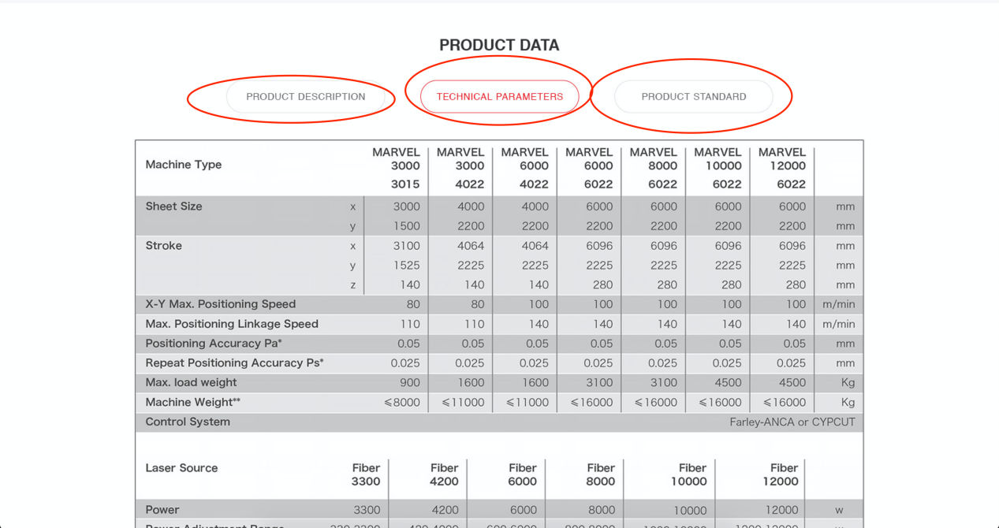 PRODUCT DATA
PRODUCT DESCRIPTION TECHNICAL PARAMETERS PRODUCT STANDARD
Machine Type MARVEL 3000 3015 MARVEL 3000 4022 MARVEL 6000 4022 MARVEL 6000 6022 MARVEL 8000 6022 MARVEL 10000 6022 MARVEL 12000 6022
Sheet Size x 3000 4000 4000 6000 6000 6000 6000 mm
y 1500 2200 2200 2200 2200 2200 2200 mm
Stroke x 3100 4064 4064 6096 6096 6096 6096 mm
y 1525 2225 2225 2225 2225 2225 2225 mm
z 140 140 140 280 280 280 280 mm
X-Y Max. Positioning Speed 80 80 100 100 100 100 100 m/min
Max. Positioning Linkage Speed 110 110 140 140 140 140 140 m/min
Positioning Accuracy Pa* 0.05 0.05 0.05 0.05 0.05 0.05 0.05 mm
Repeat Positioning Accuracy Ps* 0.025 0.025 0.025 0.025 0.025 0.025 0.025 mm
Max. load weight 900 1600 1600 3100 3100 4500 4500 Kg
Machine Weight** ⩽8000 ⩽11000 ⩽11000 ⩽16000 ⩽16000 ⩽16000 ⩽16000 Kg
Control System Farley-ANCA or CYPCUT
Laser Source Fiber 3300 Fiber 4200 Fiber 6000 Fiber 8000 Fiber 10000 Fiber 12000
Power 3300 4200 6000 8000 10000 12000 w
Power Adjustment Range